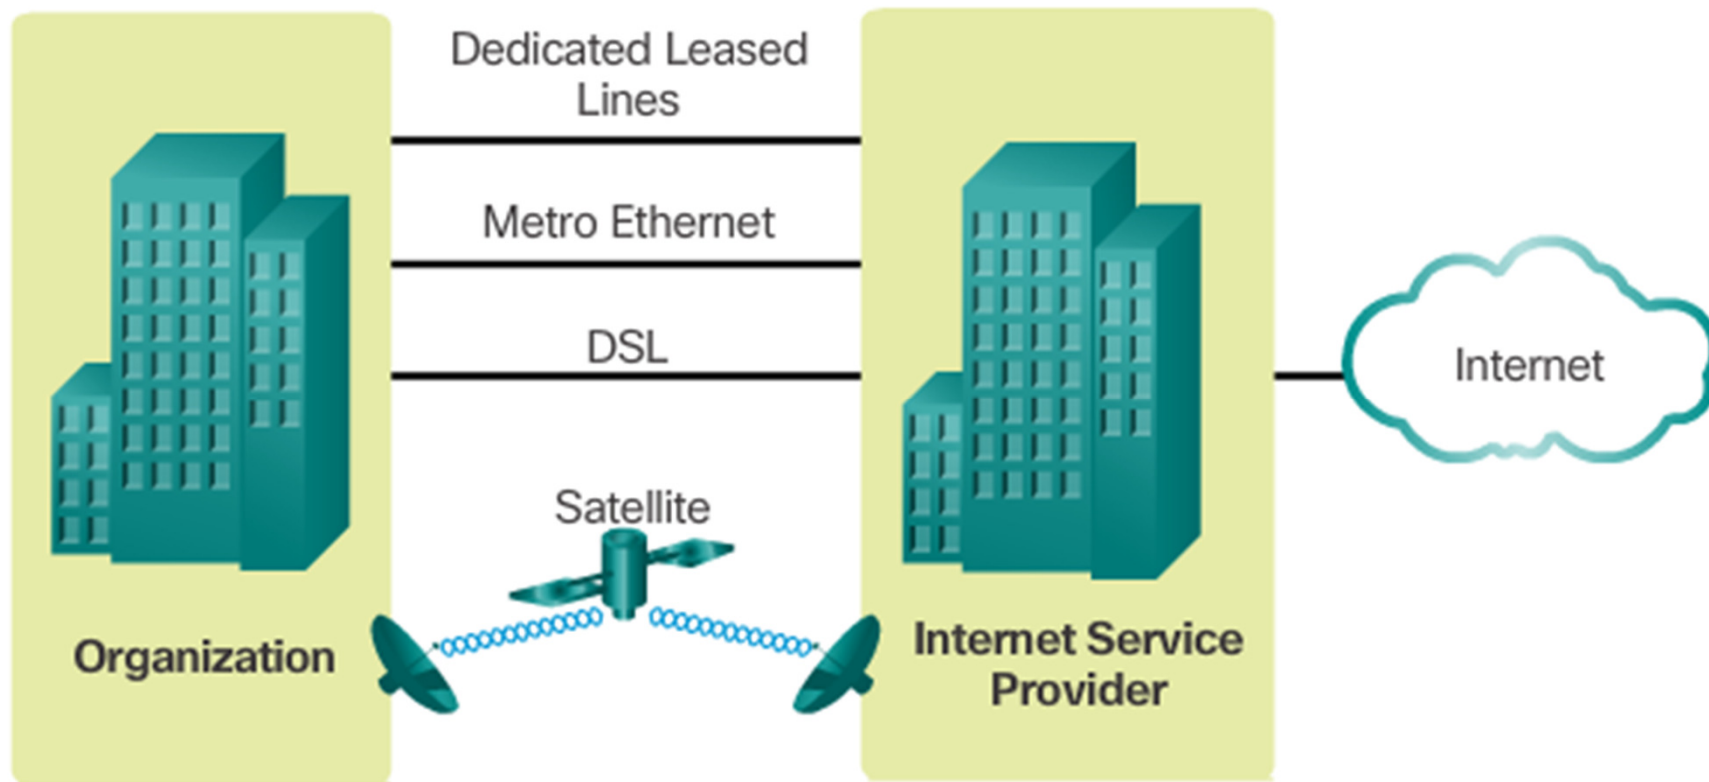 Dedicated Leased
Lines
Metro Ethernet
DSL
Satellite
Organization
Internet Service
Provider
Internet